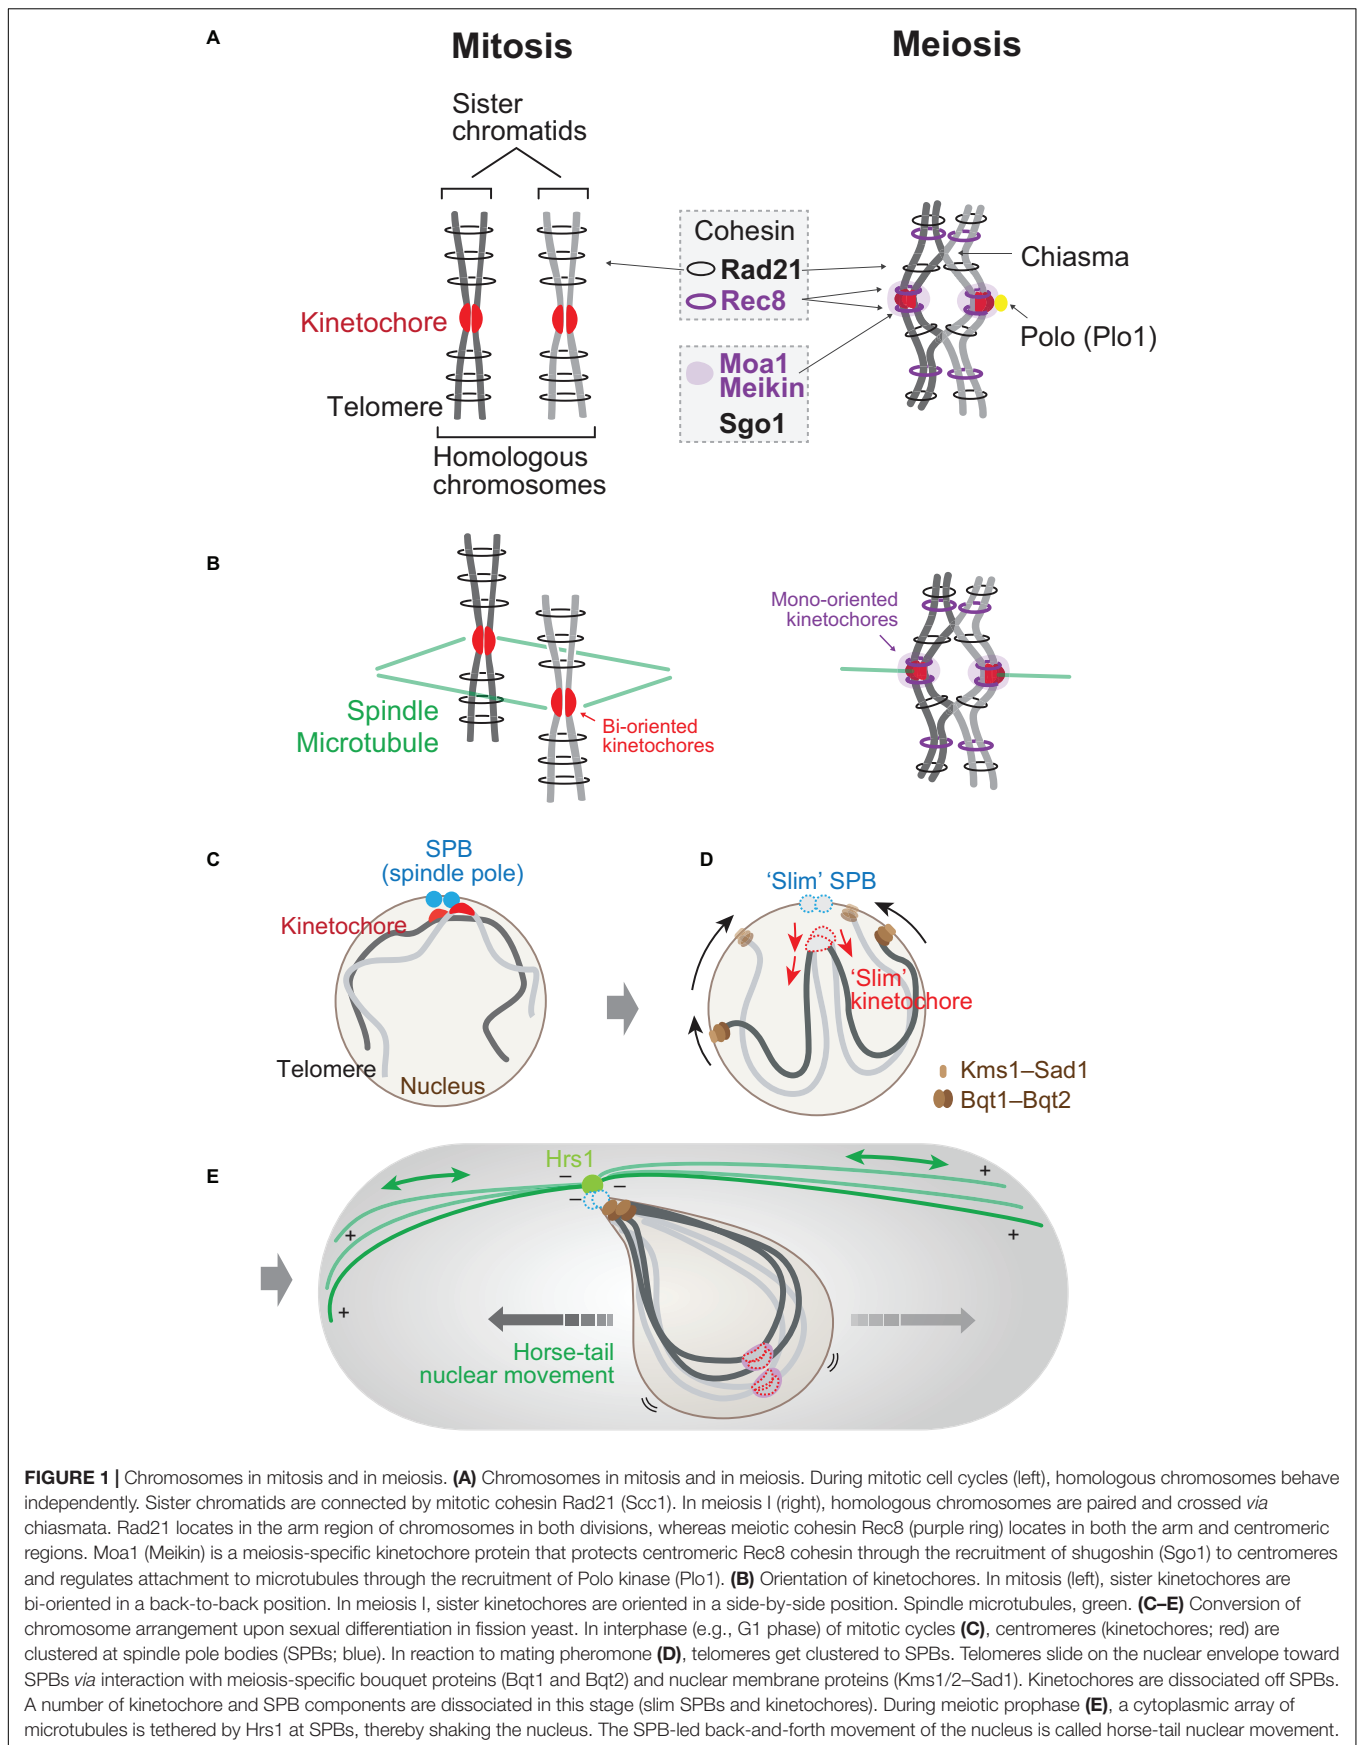 A
Mitosis
Meiosis
Sister
chromatids
Cohesin
Rad21
Rec8
Chiasma
Kinetochore
Polo (Plo1)
Moa1
Meikin
Sgo1
Telomere
Homologous
chromosomes
B
Mono-oriented
kinetochores
Spindle
Microtubule
Bi-oriented
kinetochores
C
SPB
(spindle pole)
Kinetochore
Telomere
Nucleus
D
‘Slim’ SPB
‘Slim’
kinetochore
Kms1–Sad1
Bqt1–Bqt2
E
Hrs1
–
–
–
+
+
+
+
Horse-tail
nuclear movement
FIGURE 1 | Chromosomes in mitosis and in meiosis. (A) Chromosomes in mitosis and in meiosis. During mitotic cell cycles (left), homologous chromosomes behave
independently. Sister chromatids are connected by mitotic cohesin Rad21 (Scc1). In meiosis I (right), homologous chromosomes are paired and crossed via
chiasmata. Rad21 locates in the arm region of chromosomes in both divisions, whereas meiotic cohesin Rec8 (purple ring) locates in both the arm and centromeric
regions. Moa1 (Meikin) is a meiosis-specific kinetochore protein that protects centromeric Rec8 cohesin through the recruitment of shugoshin (Sgo1) to centromeres
and regulates attachment to microtubules through the recruitment of Polo kinase (Plo1). (B) Orientation of kinetochores. In mitosis (left), sister kinetochores are
bi-oriented in a back-to-back position. In meiosis I, sister kinetochores are oriented in a side-by-side position. Spindle microtubules, green. (C–E) Conversion of
chromosome arrangement upon sexual differentiation in fission yeast. In interphase (e.g., G1 phase) of mitotic cycles (C), centromeres (kinetochores; red) are
clustered at spindle pole bodies (SPBs; blue). In reaction to mating pheromone (D), telomeres get clustered to SPBs. Telomeres slide on the nuclear envelope toward
SPBs via interaction with meiosis-specific bouquet proteins (Bqt1 and Bqt2) and nuclear membrane proteins (Kms1/2–Sad1). Kinetochores are dissociated off SPBs.
A number of kinetochore and SPB components are dissociated in this stage (slim SPBs and kinetochores). During meiotic prophase (E), a cytoplasmic array of
microtubules is tethered by Hrs1 at SPBs, thereby shaking the nucleus. The SPB-led back-and-forth movement of the nucleus is called horse-tail nuclear movement.